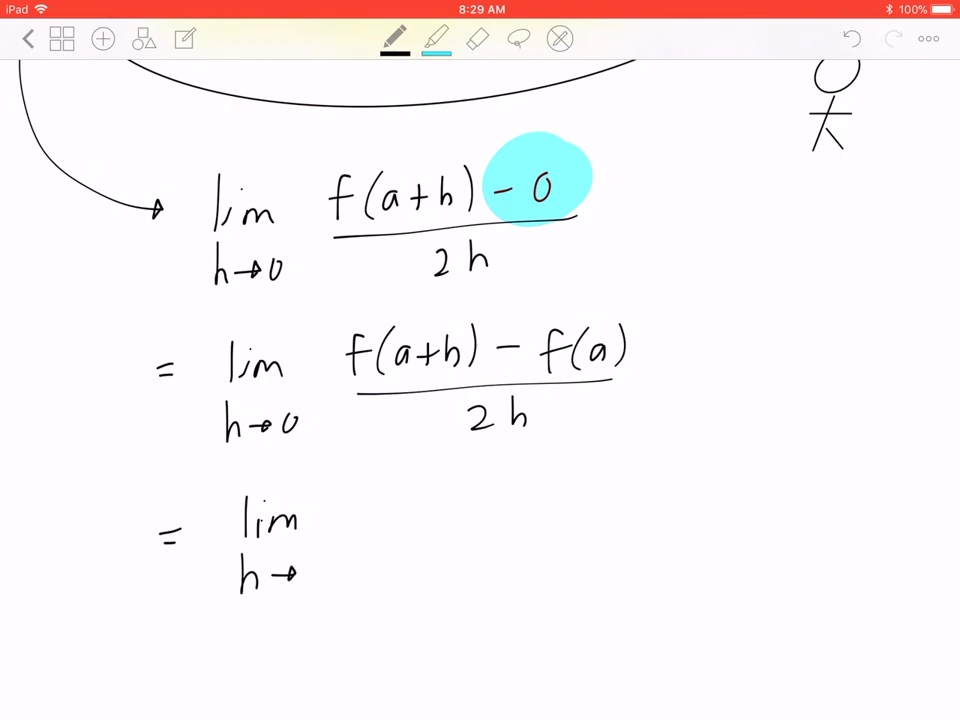 iPad 8:29 AM 100%
lim f(a+h) - 0
h→0 2h
= lim f(a+h) - f(a)
h→0 2h
= lim
h→